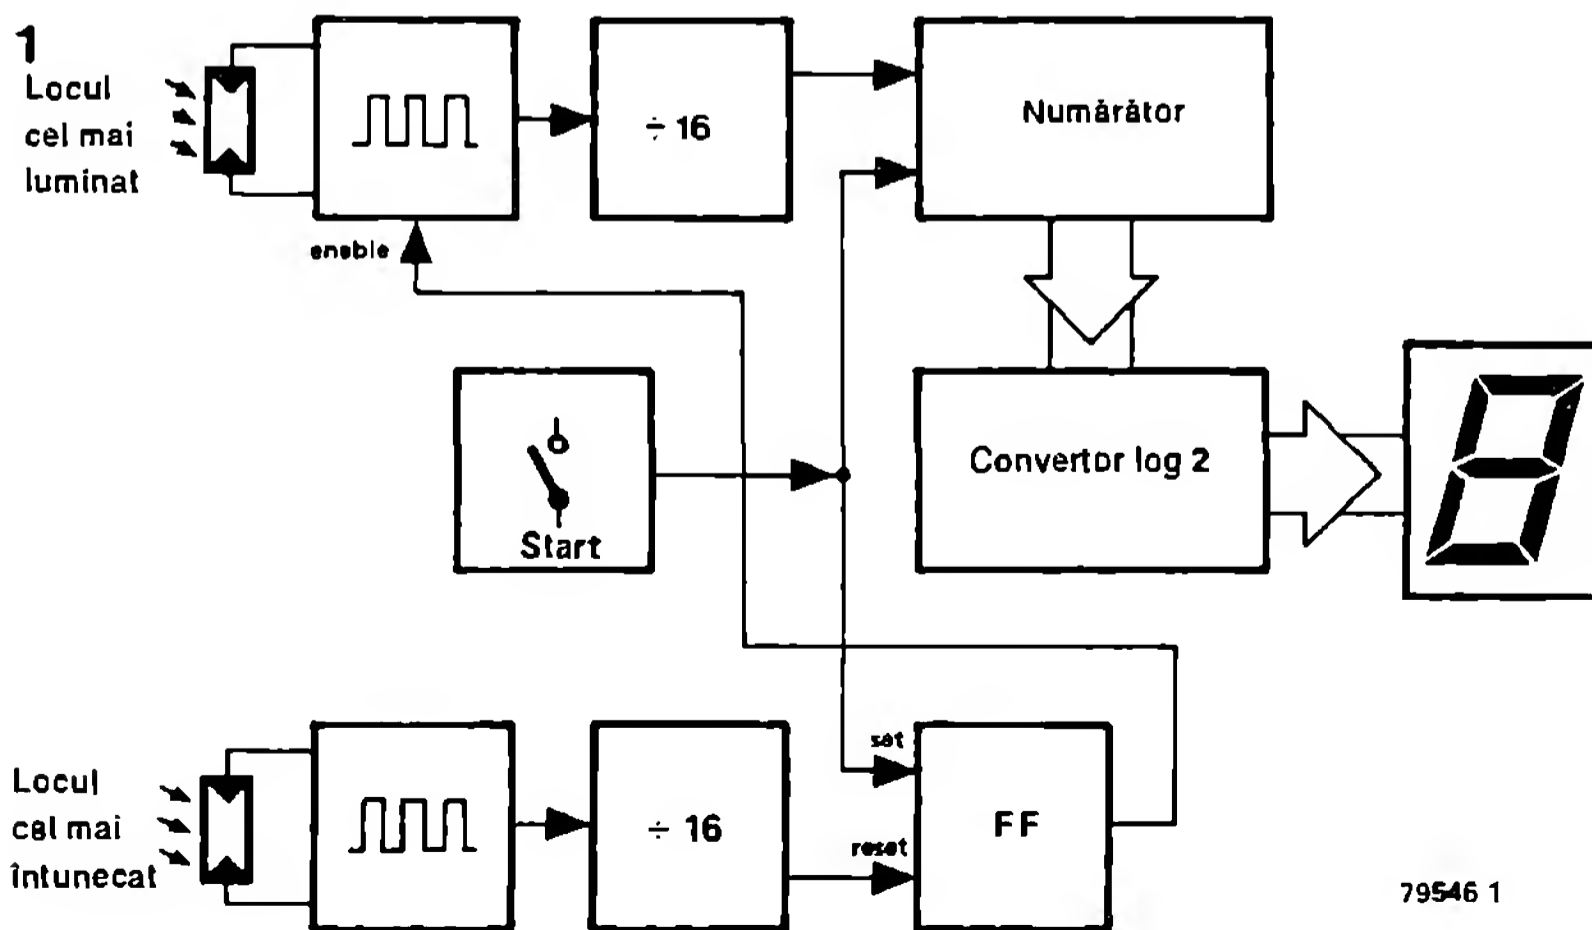 1
Locul
cel mai
luminat
÷ 16
Numărător
enable
Start
Convertor log 2
Locul
cel mai
întunecat
÷ 16
set
reset
FF
79546 1